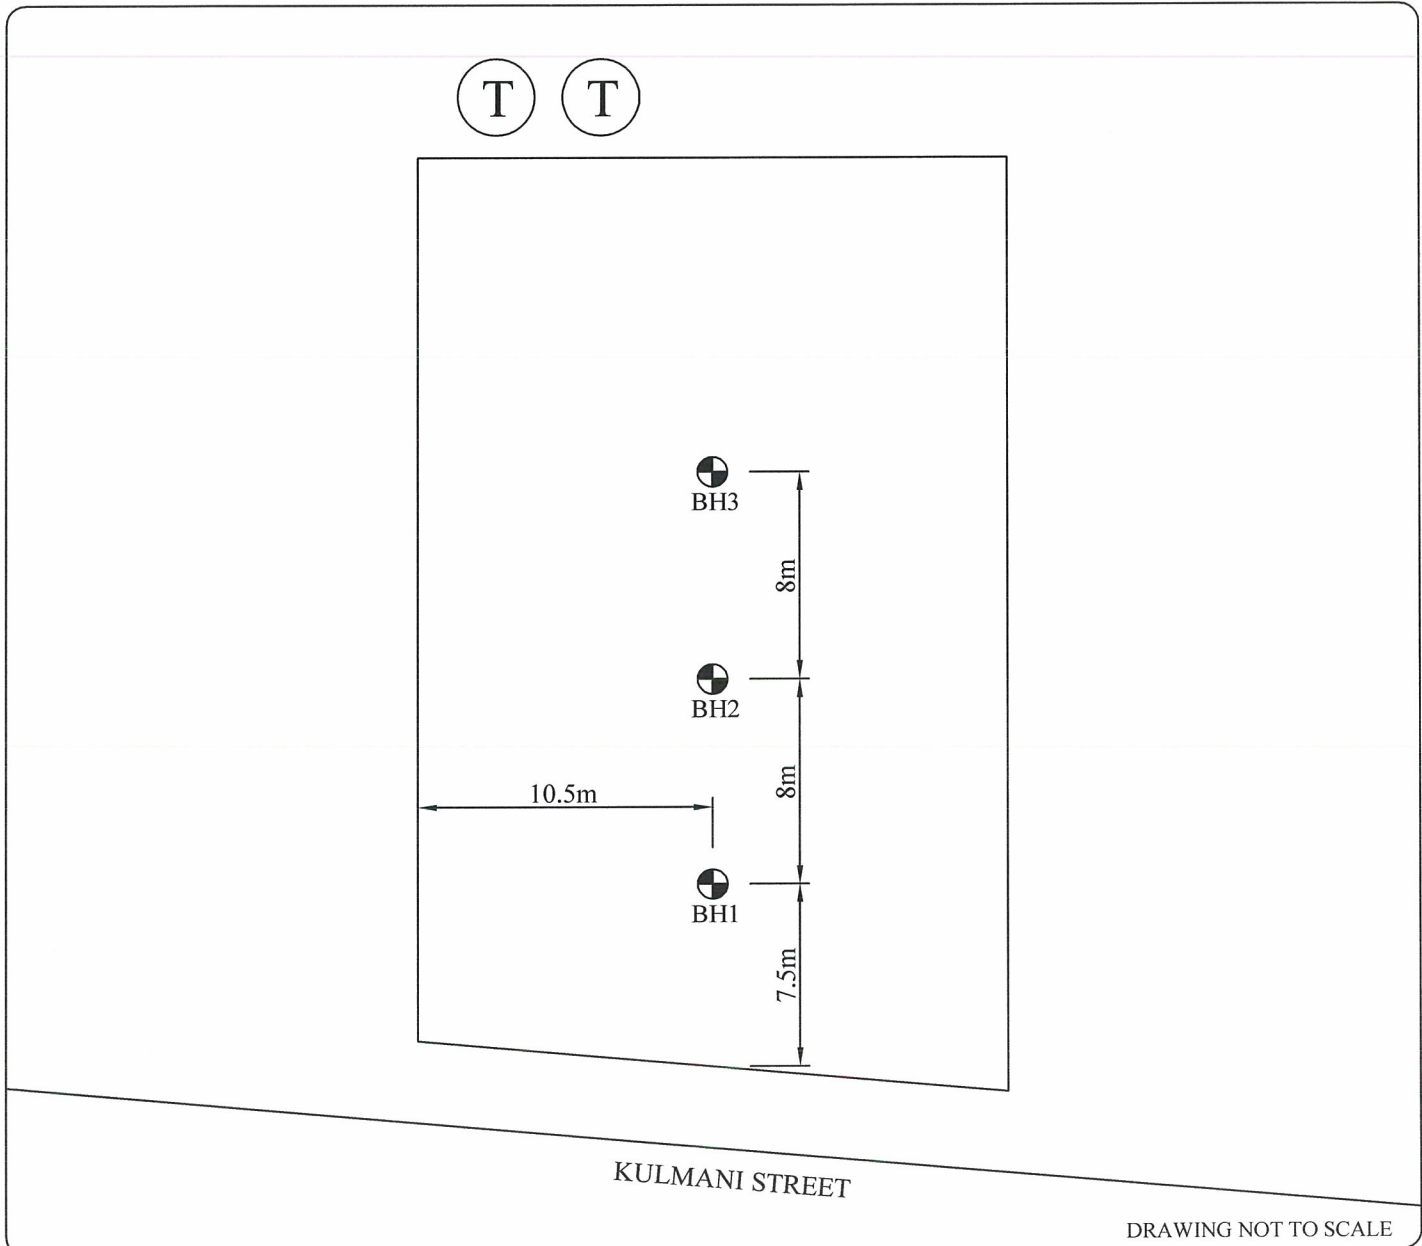 T T
BH3
8m
BH2
8m
10.5m
BH1
7.5m
KULMANI STREET
DRAWING NOT TO SCALE